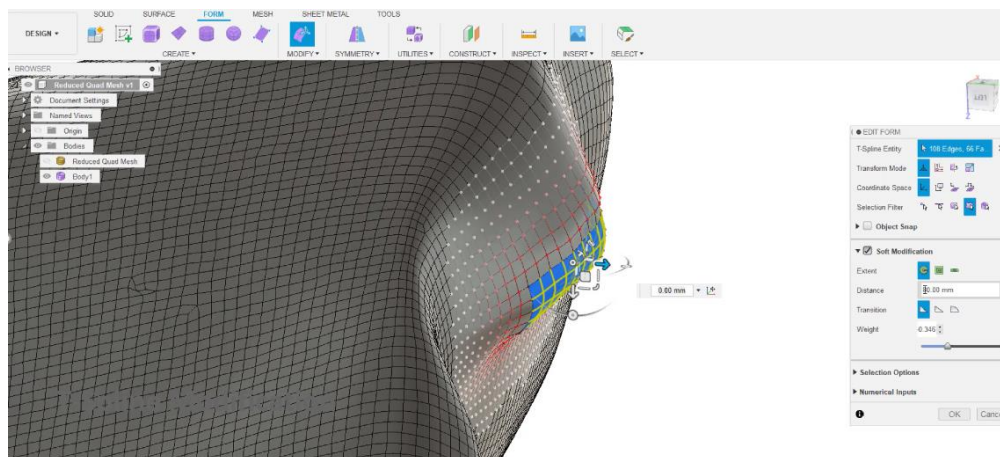 SOLID SURFACE FORM MESH SHEET METAL TOOLS
DESIGN
CREATE MODIFY SYMMETRY UTILITIES CONSTRUCT INSPECT INSERT SELECT
BROWSER
Reduced Quad Mesh v1
Document Settings
Named Views
Origin
Bodies
Reduced Quad Mesh
Body1
LEFT
Z
0.00 mm
EDIT FORM
T-Spline Entity 108 Edges, 66 Fa...
Transform Mode
Coordinate Space
Selection Filter
Object Snap
Soft Modification
Extent
Distance
Transition
Weight -0.346
Selection Options
Numerical Inputs
OK Cance